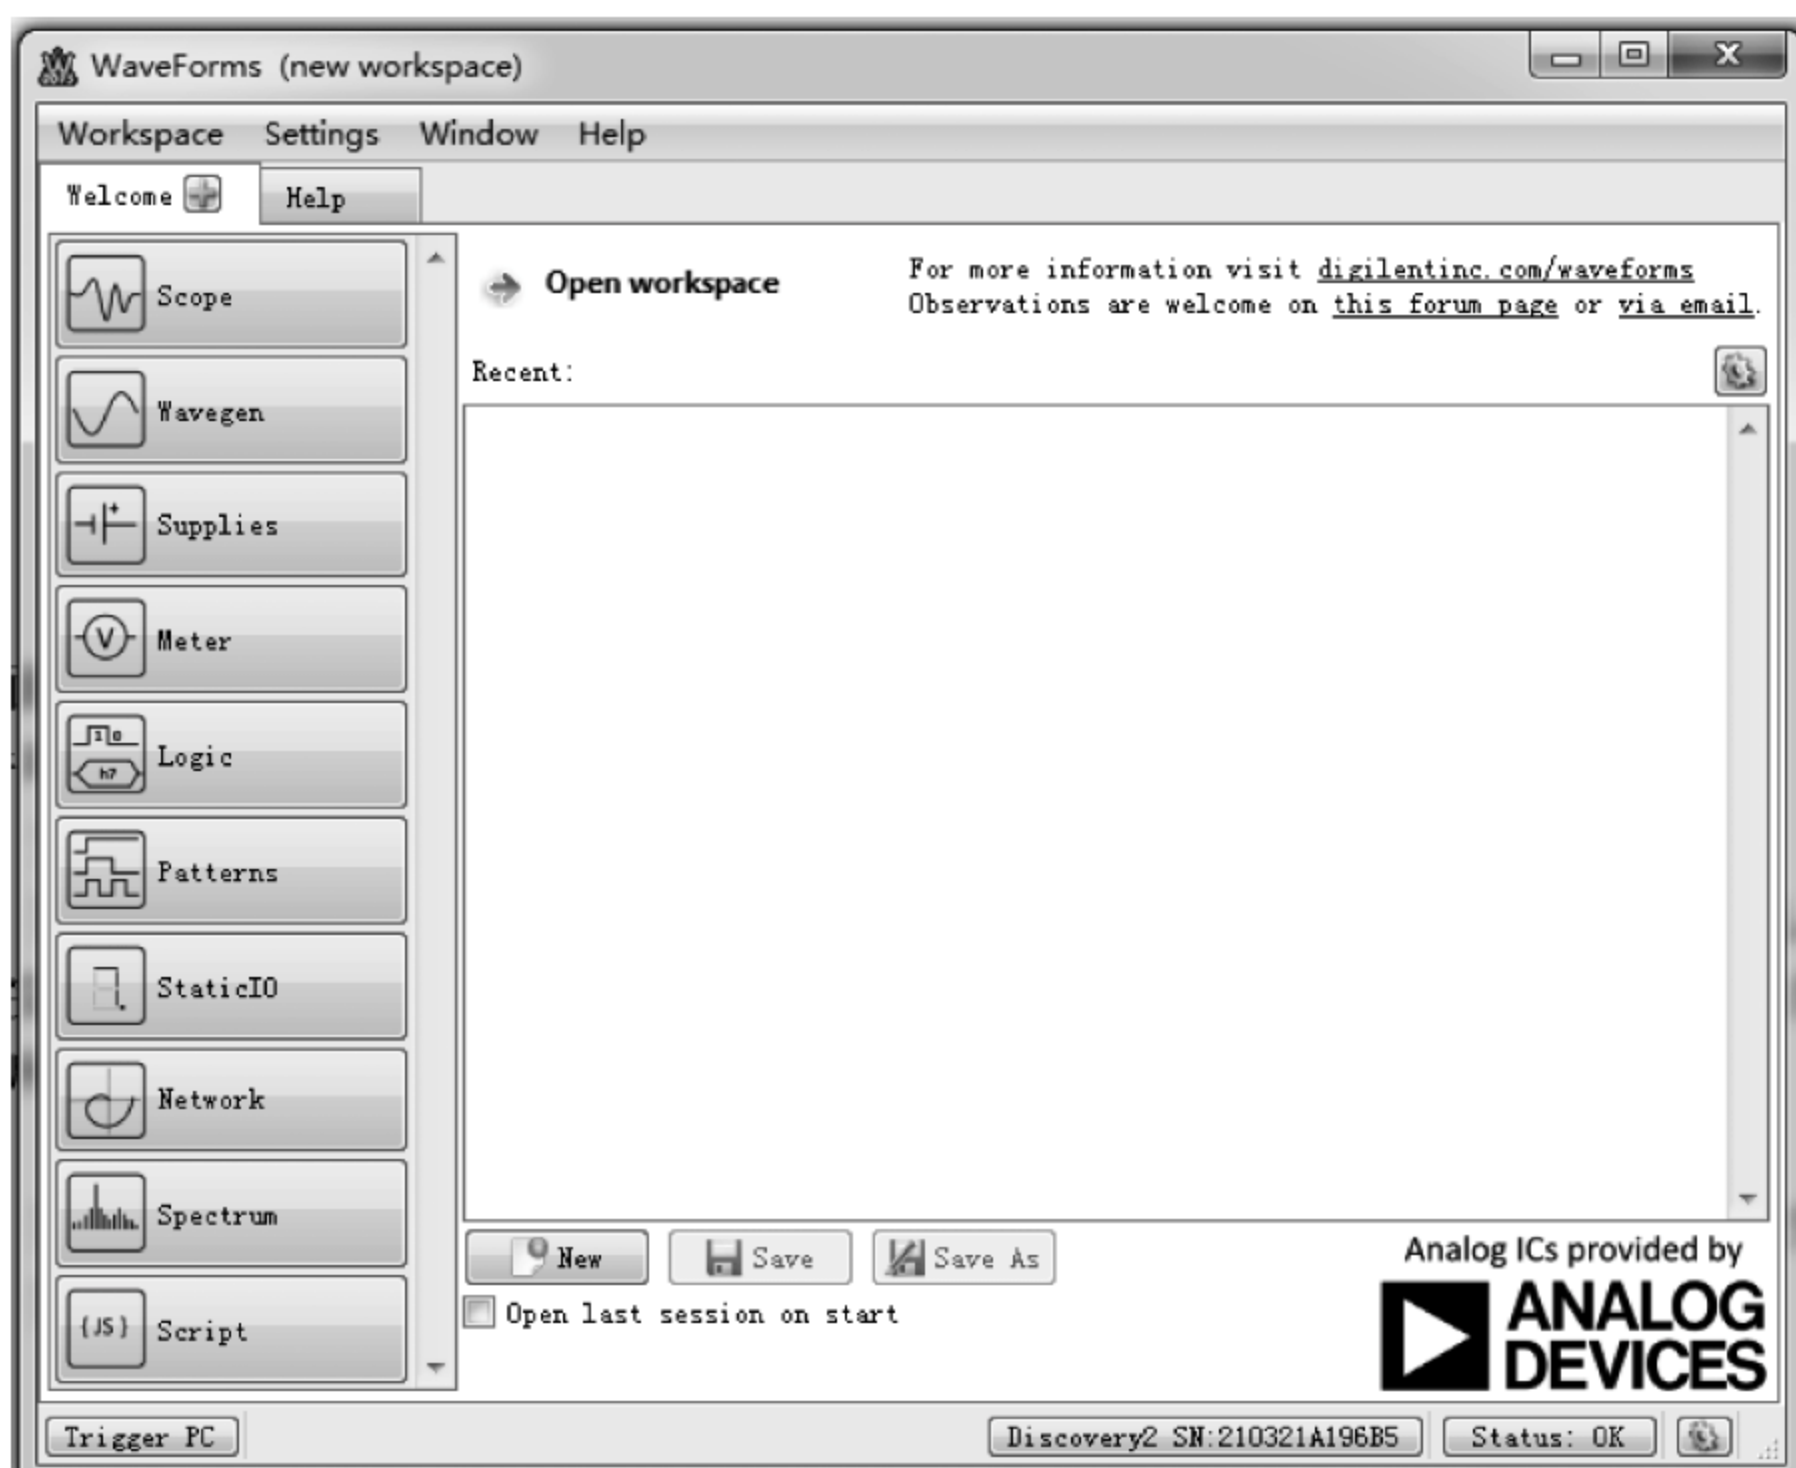 WaveForms (new workspace)
Workspace Settings Window Help
Welcome Help
Scope
Wavegen
Supplies
Meter
Logic
Patterns
StaticIO
Network
Spectrum
{JS} Script
Open workspace
For more information visit digilentinc.com/waveforms
Observations are welcome on this forum page or via email.
Recent:
New Save Save As
Open last session on start
Analog ICs provided by
ANALOG
DEVICES
Trigger PC Discovery2 SN:210321A196B5 Status: OK